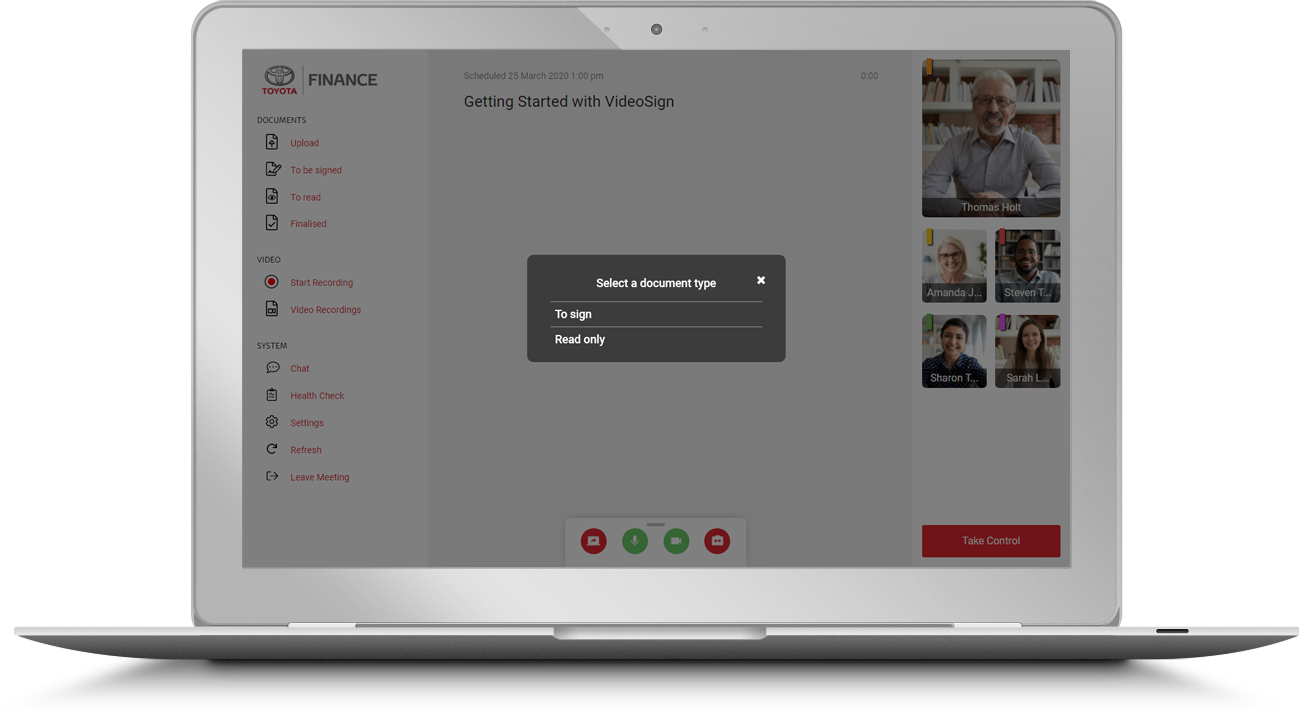 TOYOTA
FINANCE
DOCUMENTS
Upload
To be signed
To read
Finalised
VIDEO
Start Recording
Video Recordings
SYSTEM
Chat
Health Check
Settings
Refresh
Leave Meeting
Scheduled 25 March 2020 1:00 pm
0:00
Getting Started with VideoSign
Select a document type
To sign
Read only
Thomas Holt
Amanda J...
Steven T...
Sharon T...
Sarah L...
Take Control